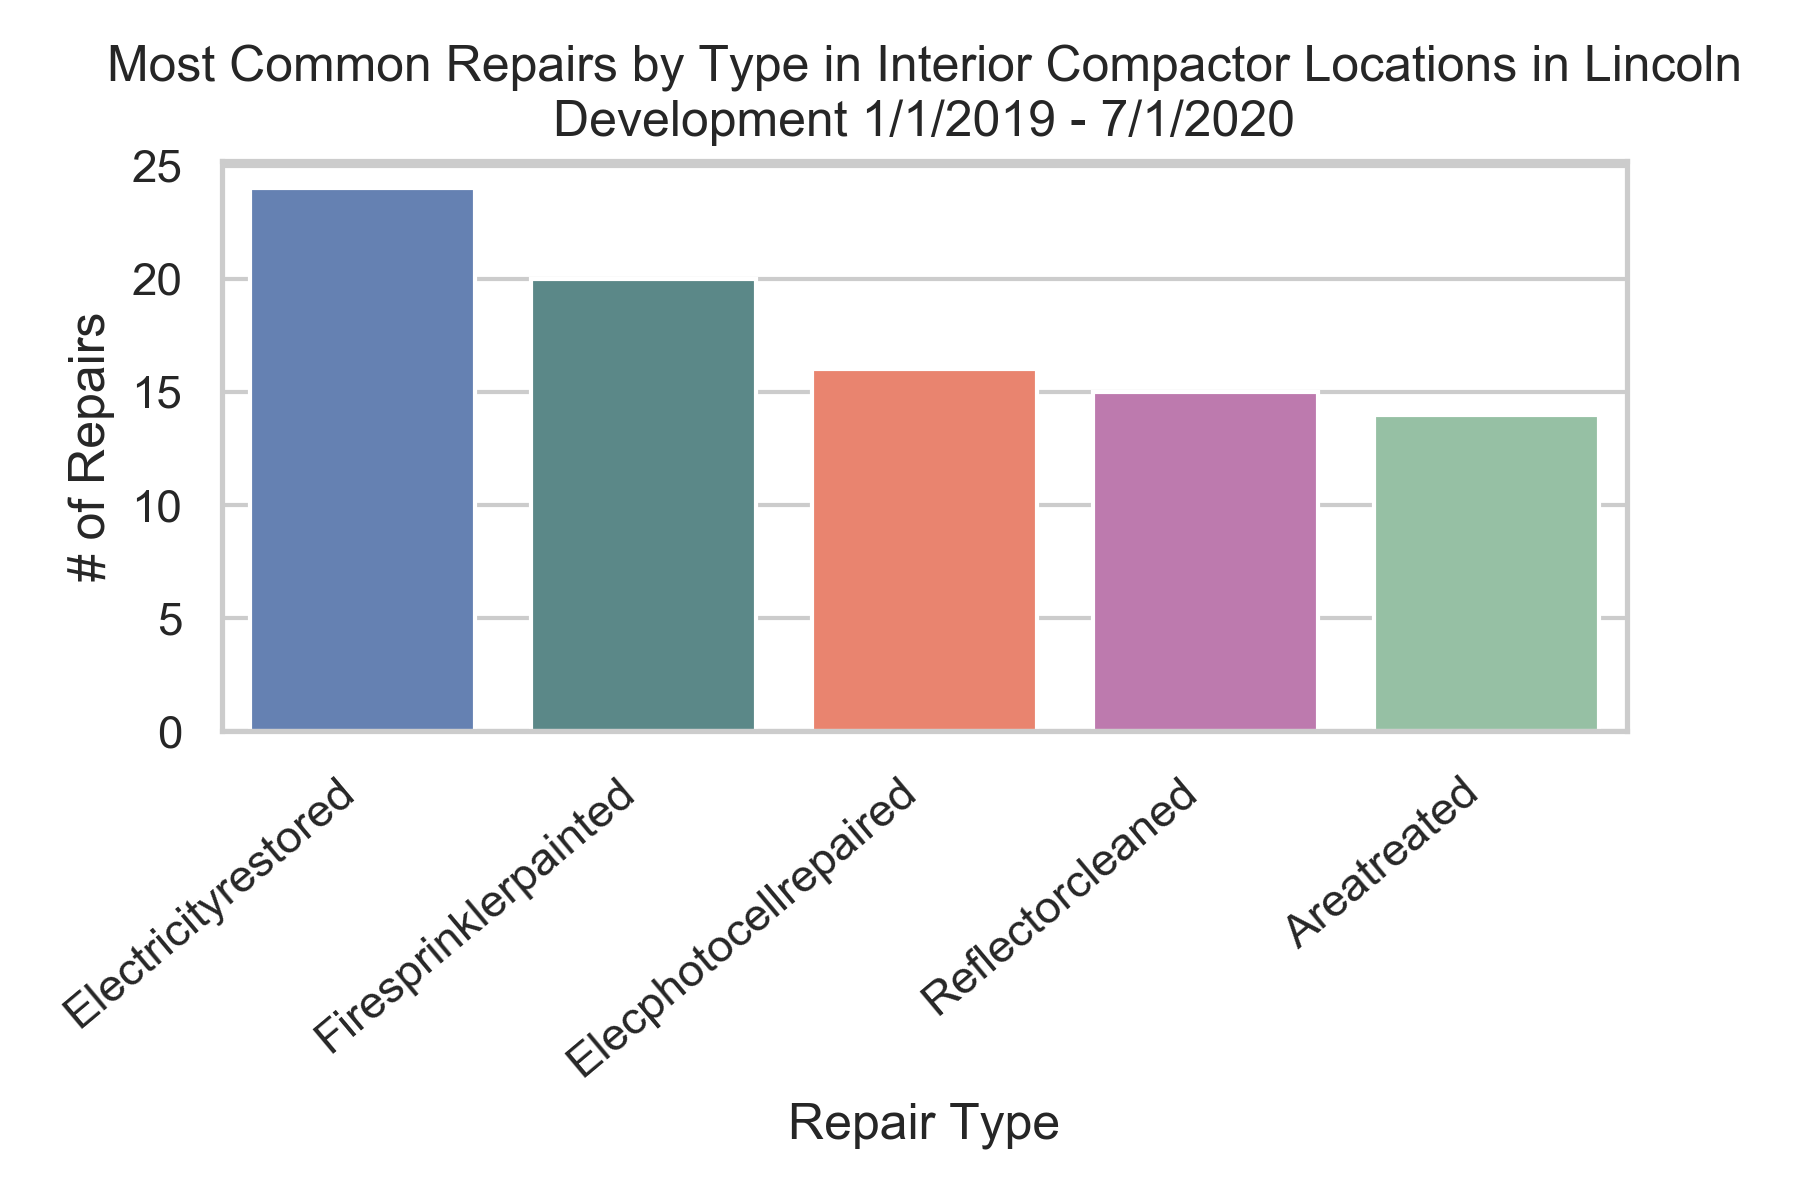 Most Common Repairs by Type in Interior Compactor Locations in Lincoln
Development 1/1/2019 - 7/1/2020
25
20
15
10
5
0
# of Repairs
Electricityrestored
Firesprinklerpainted
Elecphotocellrepaired
Reflectorcleaned
Areatreated
Repair Type